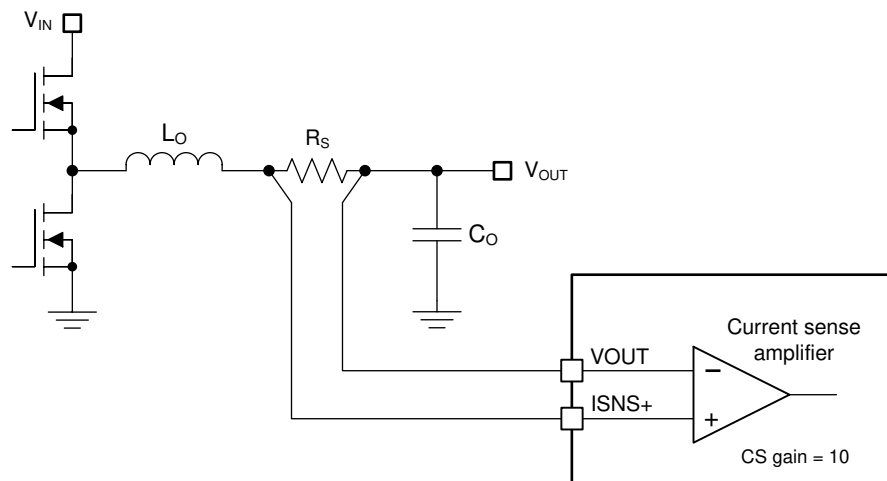 VIN
LO
RS
VOUT
CO
Current sense
amplifier
VOUT
−
ISNS+
+
CS gain = 10